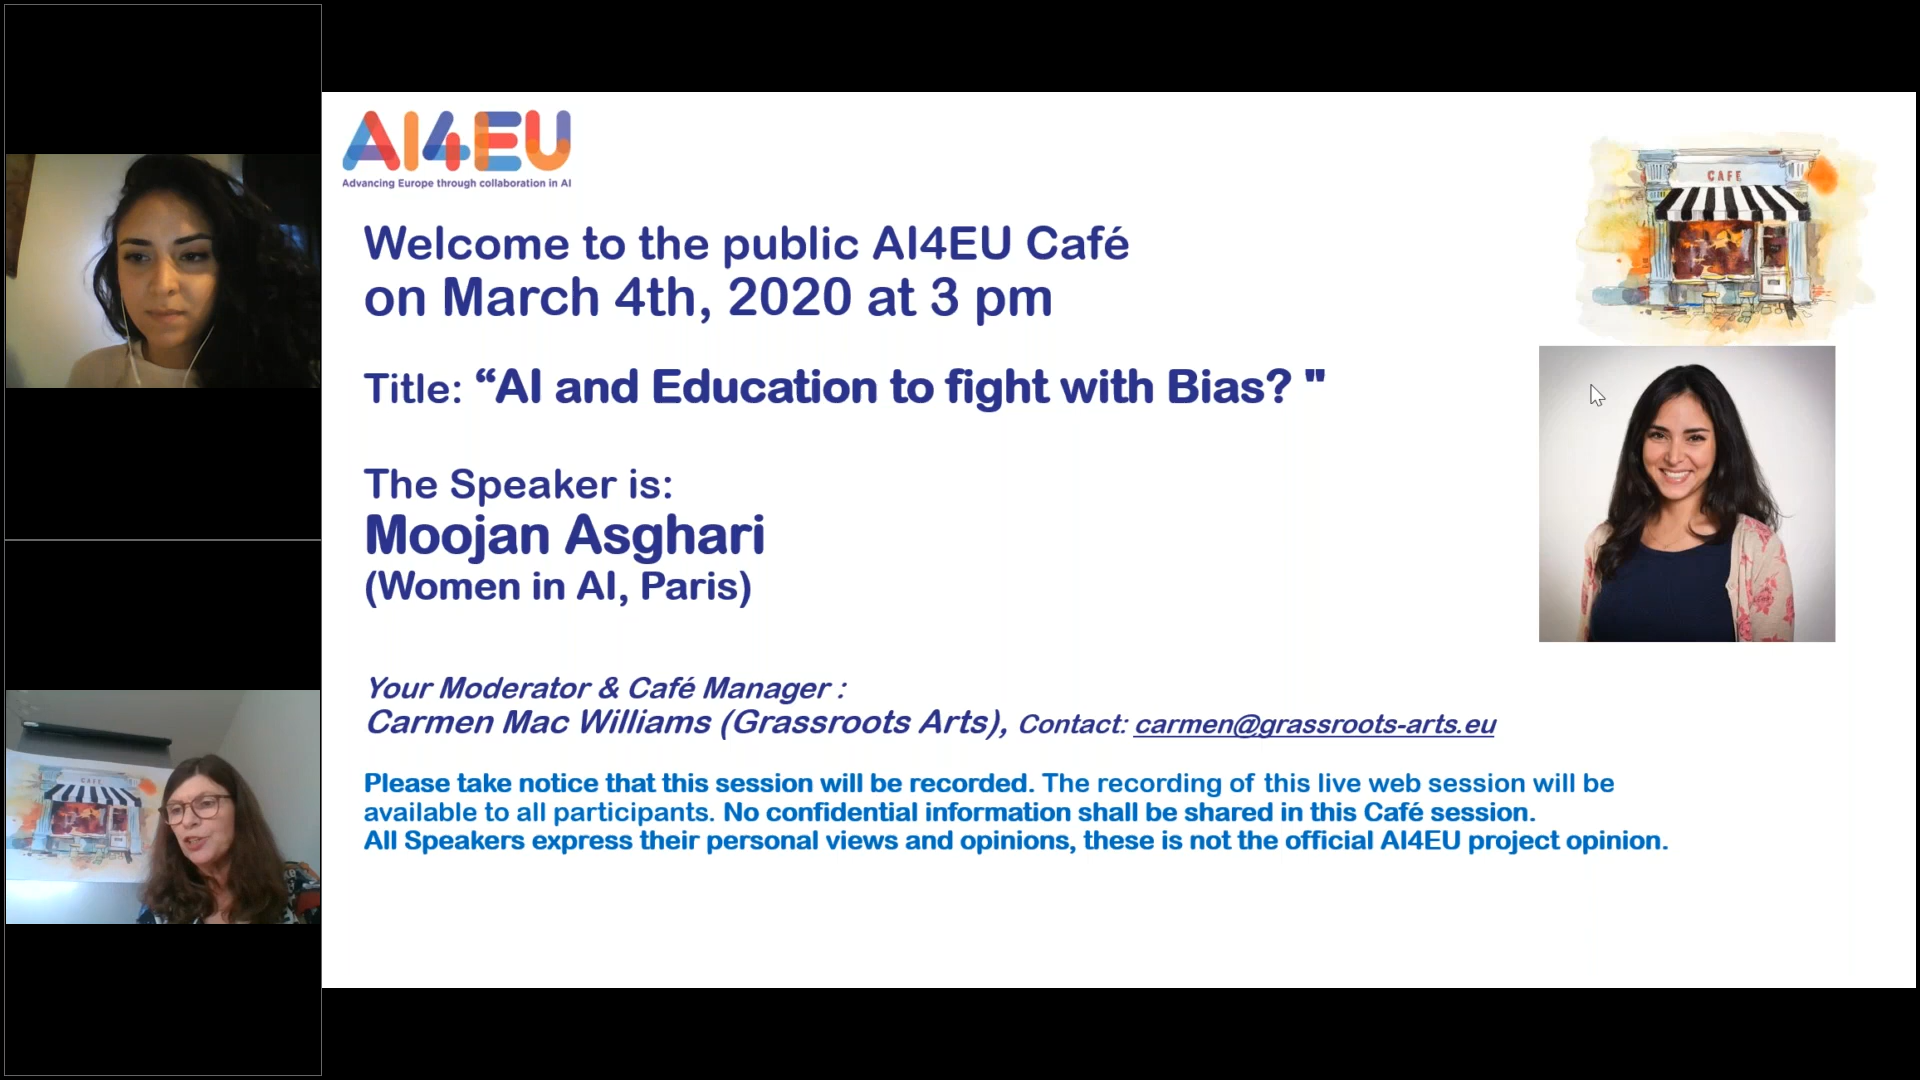 AI4EU
Advancing Europe through collaboration in AI
CAFE
Welcome to the public AI4EU Café
on March 4th, 2020 at 3 pm
Title: “AI and Education to fight with Bias? "
The Speaker is:
Moojan Asghari
(Women in AI, Paris)
Your Moderator & Café Manager :
Carmen Mac Williams (Grassroots Arts), Contact: carmen@grassroots-arts.eu
Please take notice that this session will be recorded. The recording of this live web session will be
available to all participants. No confidential information shall be shared in this Café session.
All Speakers express their personal views and opinions, these is not the official AI4EU project opinion.
CAFE